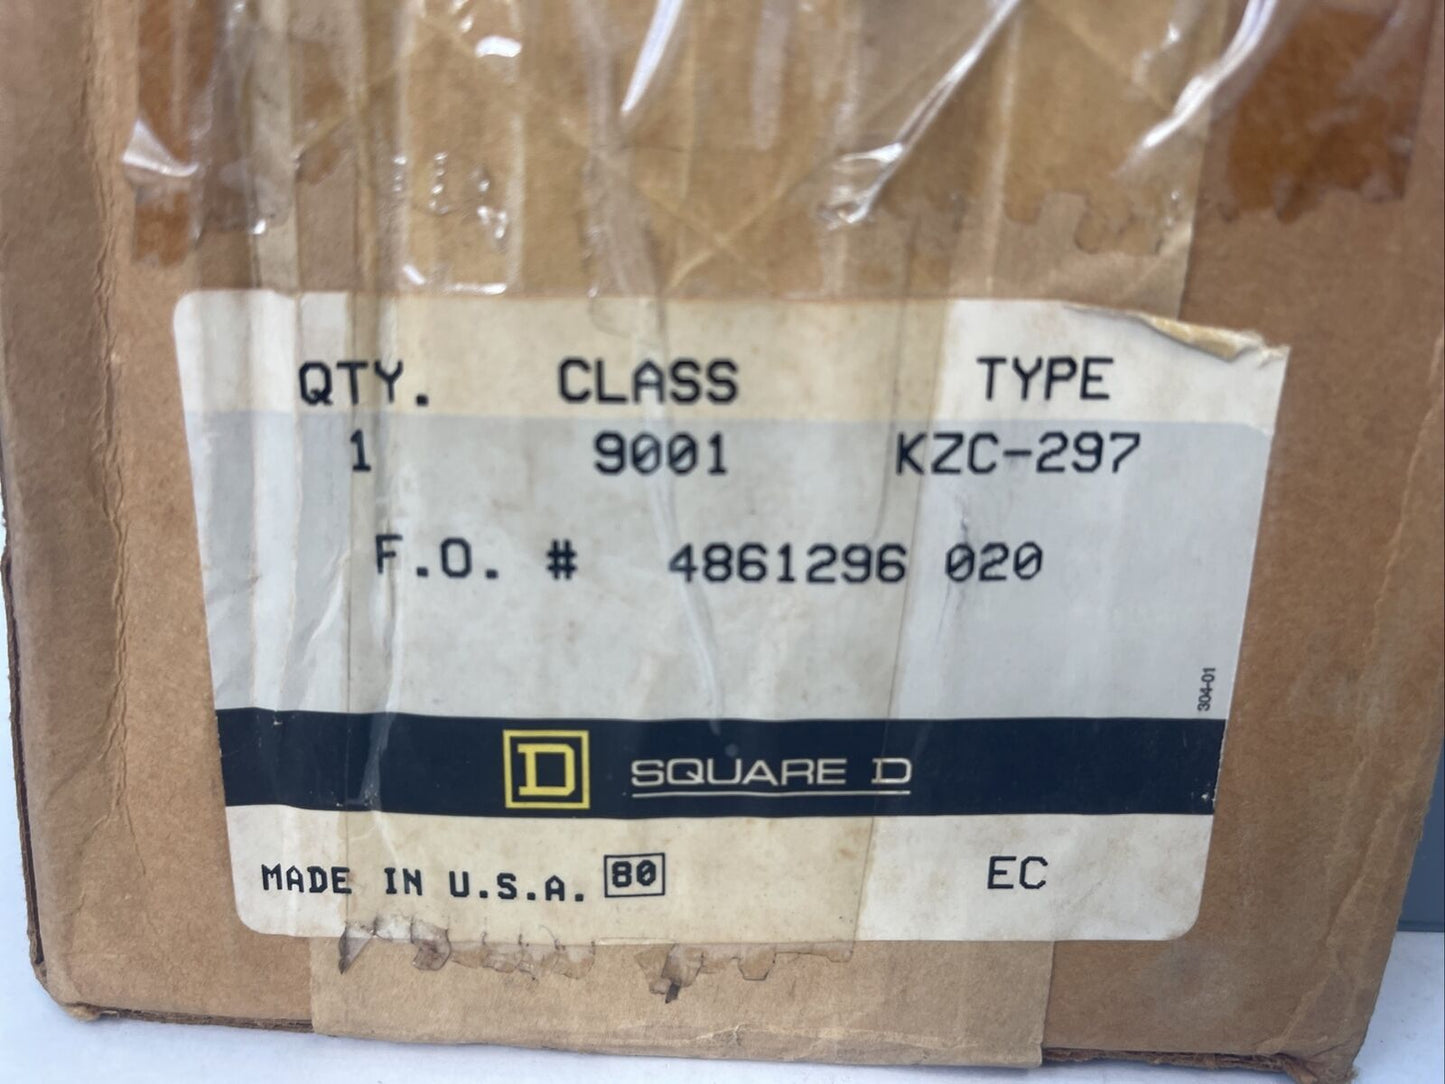 QTY. CLASS TYPE
1 9001 KZC-297
F.O. # 4861296 020
304-01
D SQUARE D
MADE IN U.S.A. 80 EC